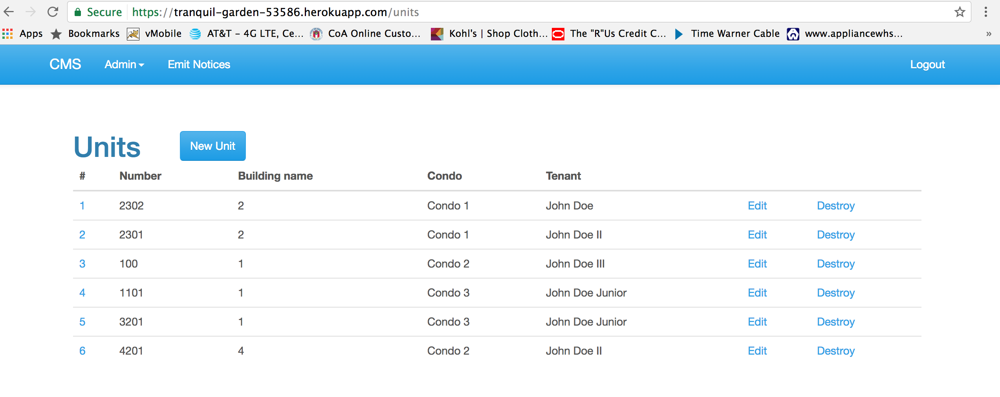 Secure https://tranquil-garden-53586.herokuapp.com/units
Apps Bookmarks vMobile AT&T – 4G LTE, Ce... CoA Online Custo... Kohl's | Shop Cloth... The "R"Us Credit C... Time Warner Cable www.appliancewhs... »
CMS Admin Emit Notices Logout
Units New Unit
# Number Building name Condo Tenant
1 2302 2 Condo 1 John Doe Edit Destroy
2 2301 2 Condo 1 John Doe II Edit Destroy
3 100 1 Condo 2 John Doe III Edit Destroy
4 1101 1 Condo 3 John Doe Junior Edit Destroy
5 3201 1 Condo 3 John Doe Junior Edit Destroy
6 4201 4 Condo 2 John Doe II Edit Destroy